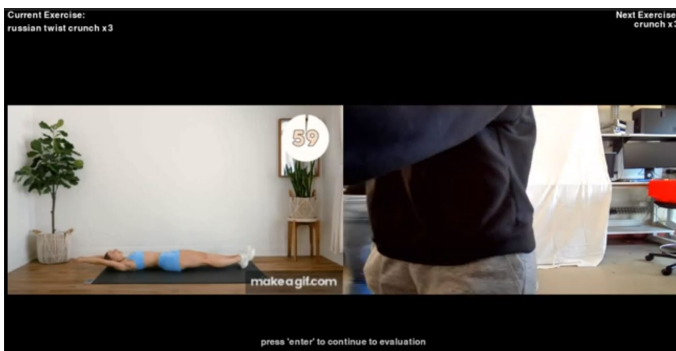 Current Exercise:
russian twist crunch x3
Next Exercise
crunch x3
59
makeagif.com
press 'enter' to continue to evaluation